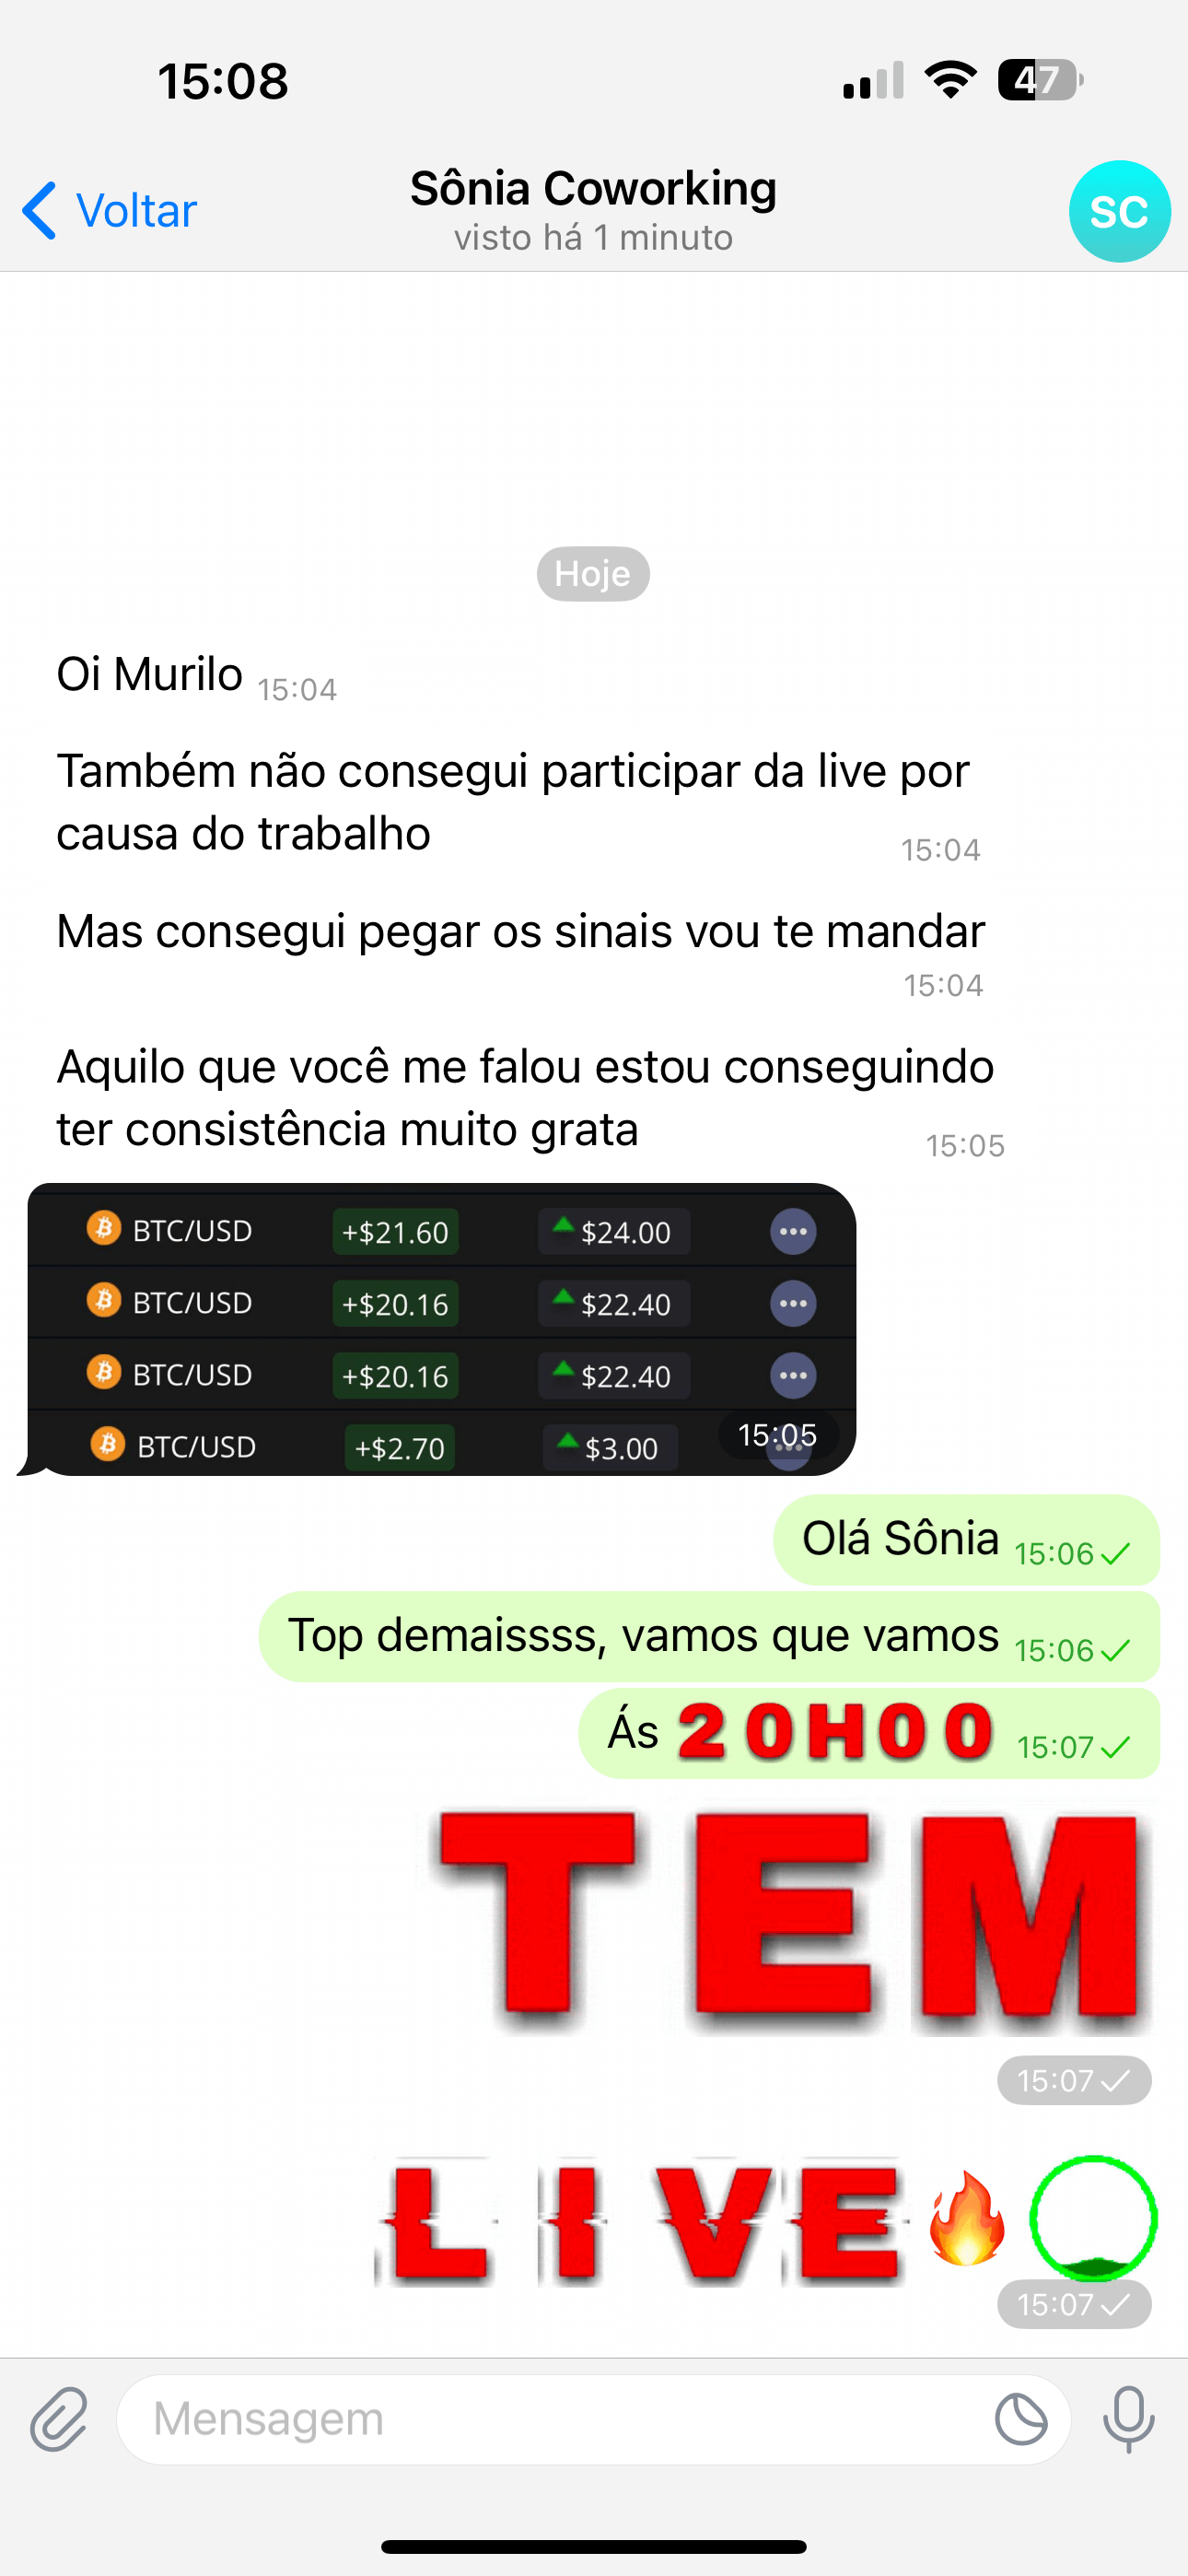 15:08
47
Voltar
Sônia Coworking
visto há 1 minuto
SC
Hoje
Oi Murilo 15:04
Também não consegui participar da live por
causa do trabalho 15:04
Mas consegui pegar os sinais vou te mandar
15:04
Aquilo que você me falou estou conseguindo
ter consistência muito grata 15:05
BTC/USD +$21.60 $24.00
BTC/USD +$20.16 $22.40
BTC/USD +$20.16 $22.40
BTC/USD +$2.70 $3.00 15:05
Olá Sônia 15:06
Top demaissss, vamos que vamos 15:06
Ás 20H00 15:07
TEM
15:07
LIVE
15:07
Mensagem